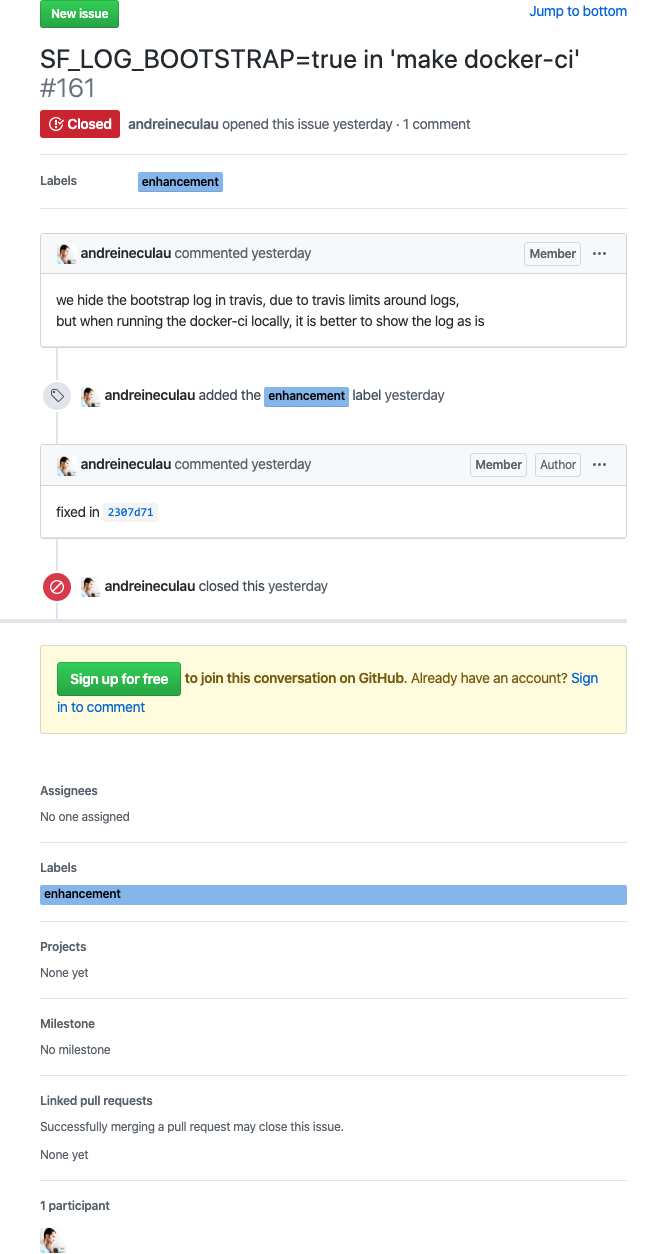 New issue
Jump to bottom
SF_LOG_BOOTSTRAP=true in 'make docker-ci'
#161
Closed andreineculau opened this issue yesterday · 1 comment
Labels enhancement
andreineculau commented yesterday Member ···
we hide the bootstrap log in travis, due to travis limits around logs,
but when running the docker-ci locally, it is better to show the log as is
andreineculau added the enhancement label yesterday
andreineculau commented yesterday Member Author ···
fixed in 2307d71
andreineculau closed this yesterday
Sign up for free to join this conversation on GitHub. Already have an account? Sign
in to comment
Assignees
No one assigned
Labels
enhancement
Projects
None yet
Milestone
No milestone
Linked pull requests
Successfully merging a pull request may close this issue.
None yet
1 participant